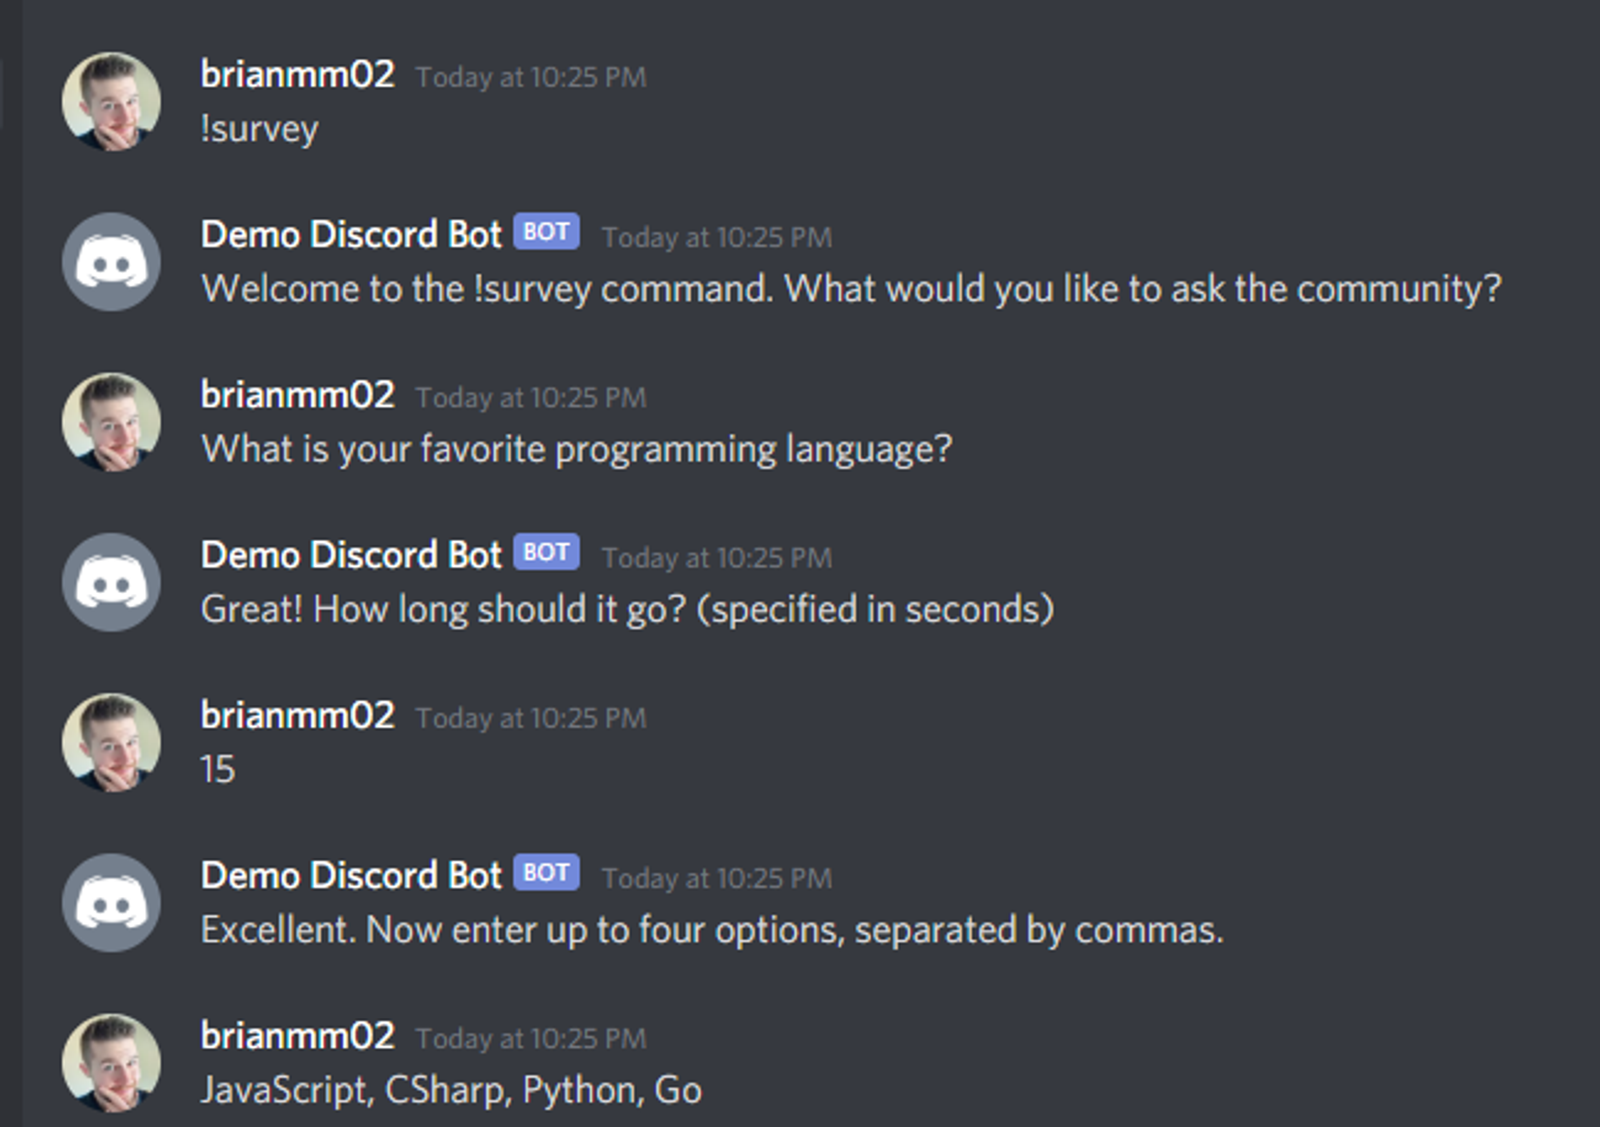 brianmm02 Today at 10:25 PM
!survey
Demo Discord Bot BOT Today at 10:25 PM
Welcome to the !survey command. What would you like to ask the community?
brianmm02 Today at 10:25 PM
What is your favorite programming language?
Demo Discord Bot BOT Today at 10:25 PM
Great! How long should it go? (specified in seconds)
brianmm02 Today at 10:25 PM
15
Demo Discord Bot BOT Today at 10:25 PM
Excellent. Now enter up to four options, separated by commas.
brianmm02 Today at 10:25 PM
JavaScript, CSharp, Python, Go